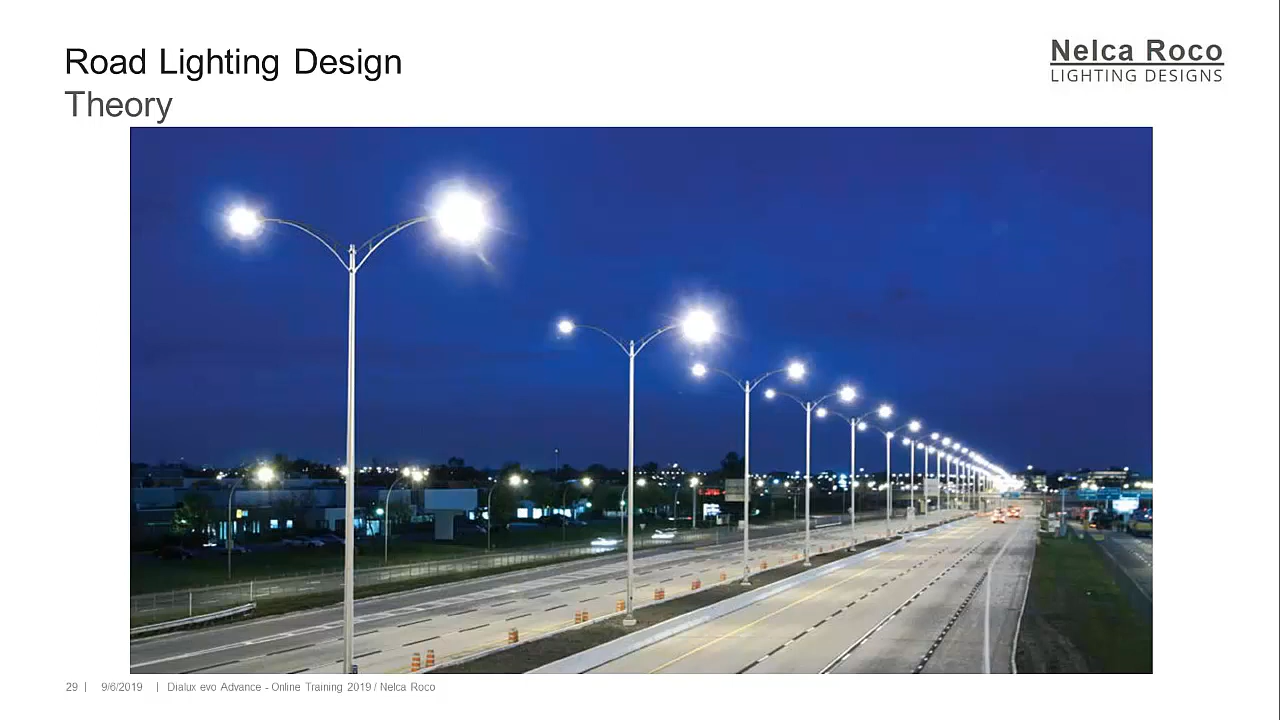 Road Lighting Design
Theory
Nelca Roco
LIGHTING DESIGNS
29 | 9/6/2019 | Dialux evo Advance - Online Training 2019 / Nelca Roco